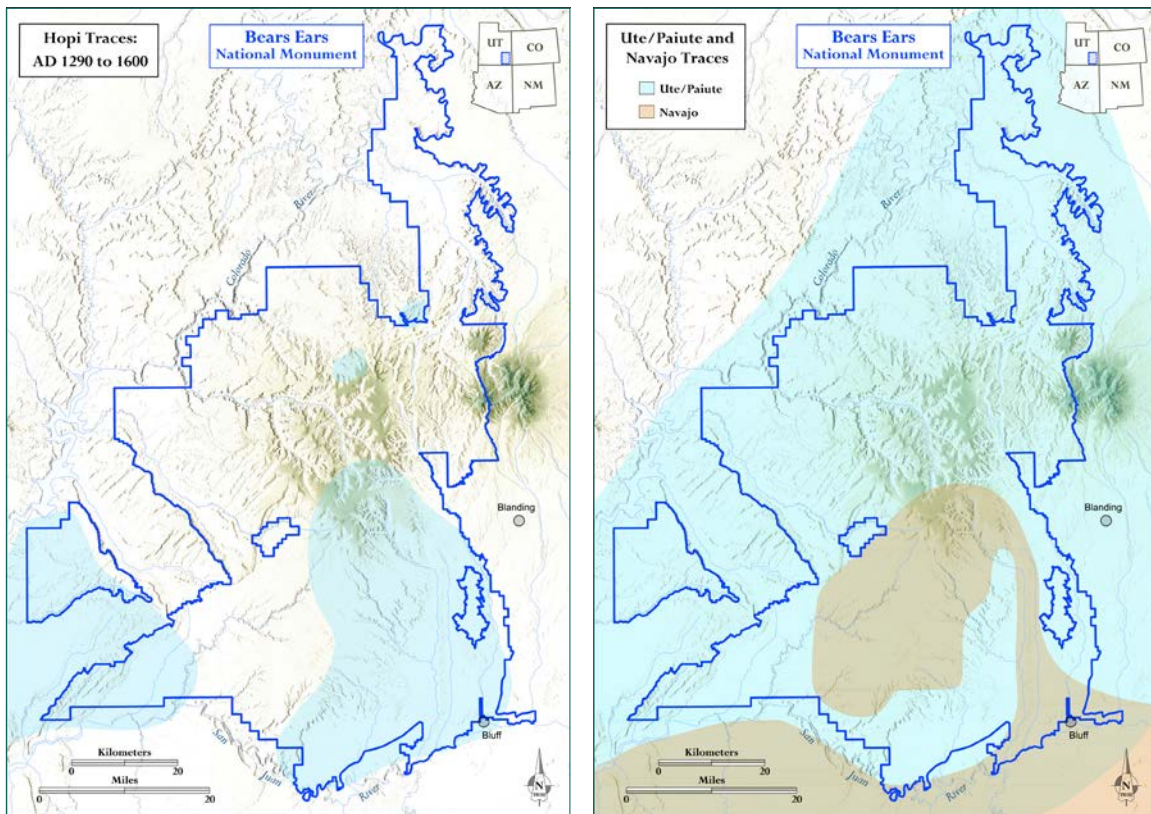 Hopi Traces:
AD 1290 to 1600
Bears Ears
National Monument
UT
CO
AZ
NM
River
Colorado
Blanding
Bluff
San
Juan
River
Kilometers
0 20
Miles
0 20
N
Ute/Paiute and
Navajo Traces
Ute/Paiute
Navajo
Bears Ears
National Monument
UT
CO
AZ
NM
River
Colorado
Blanding
Bluff
San
Juan
River
Kilometers
0 20
Miles
0 20
N